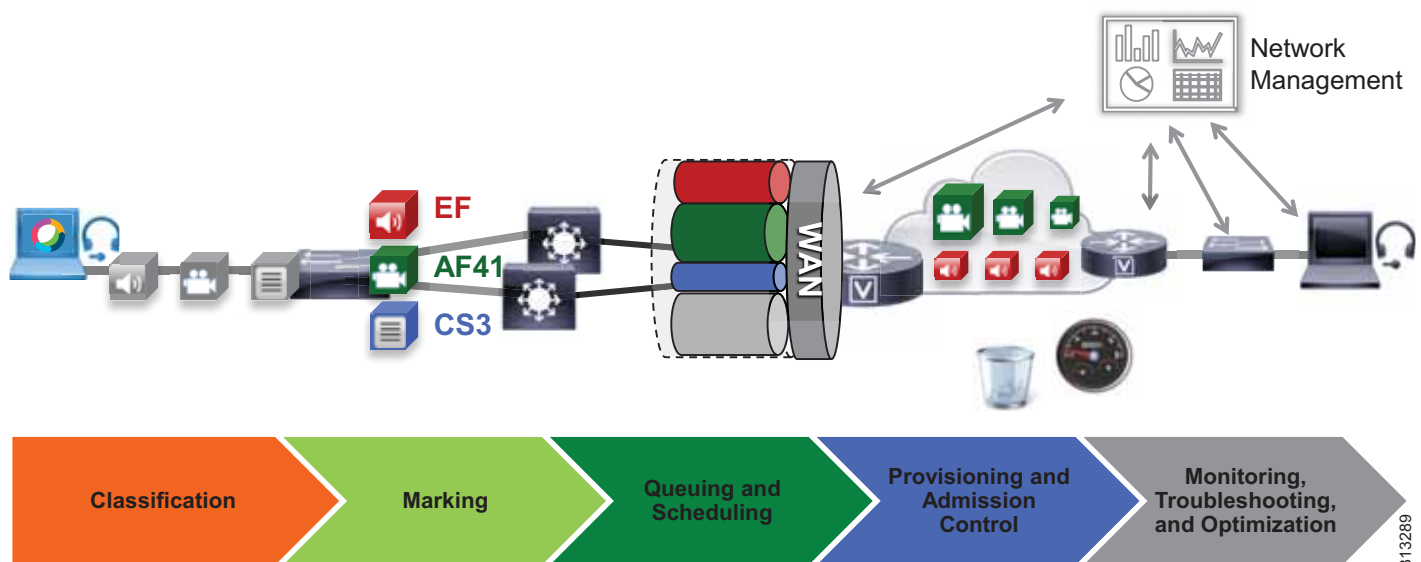 Network
Management
EF
AF41
CS3
WAN
V
V
Classification
Marking
Queuing and
Scheduling
Provisioning and
Admission
Control
Monitoring,
Troubleshooting,
and Optimization
313289